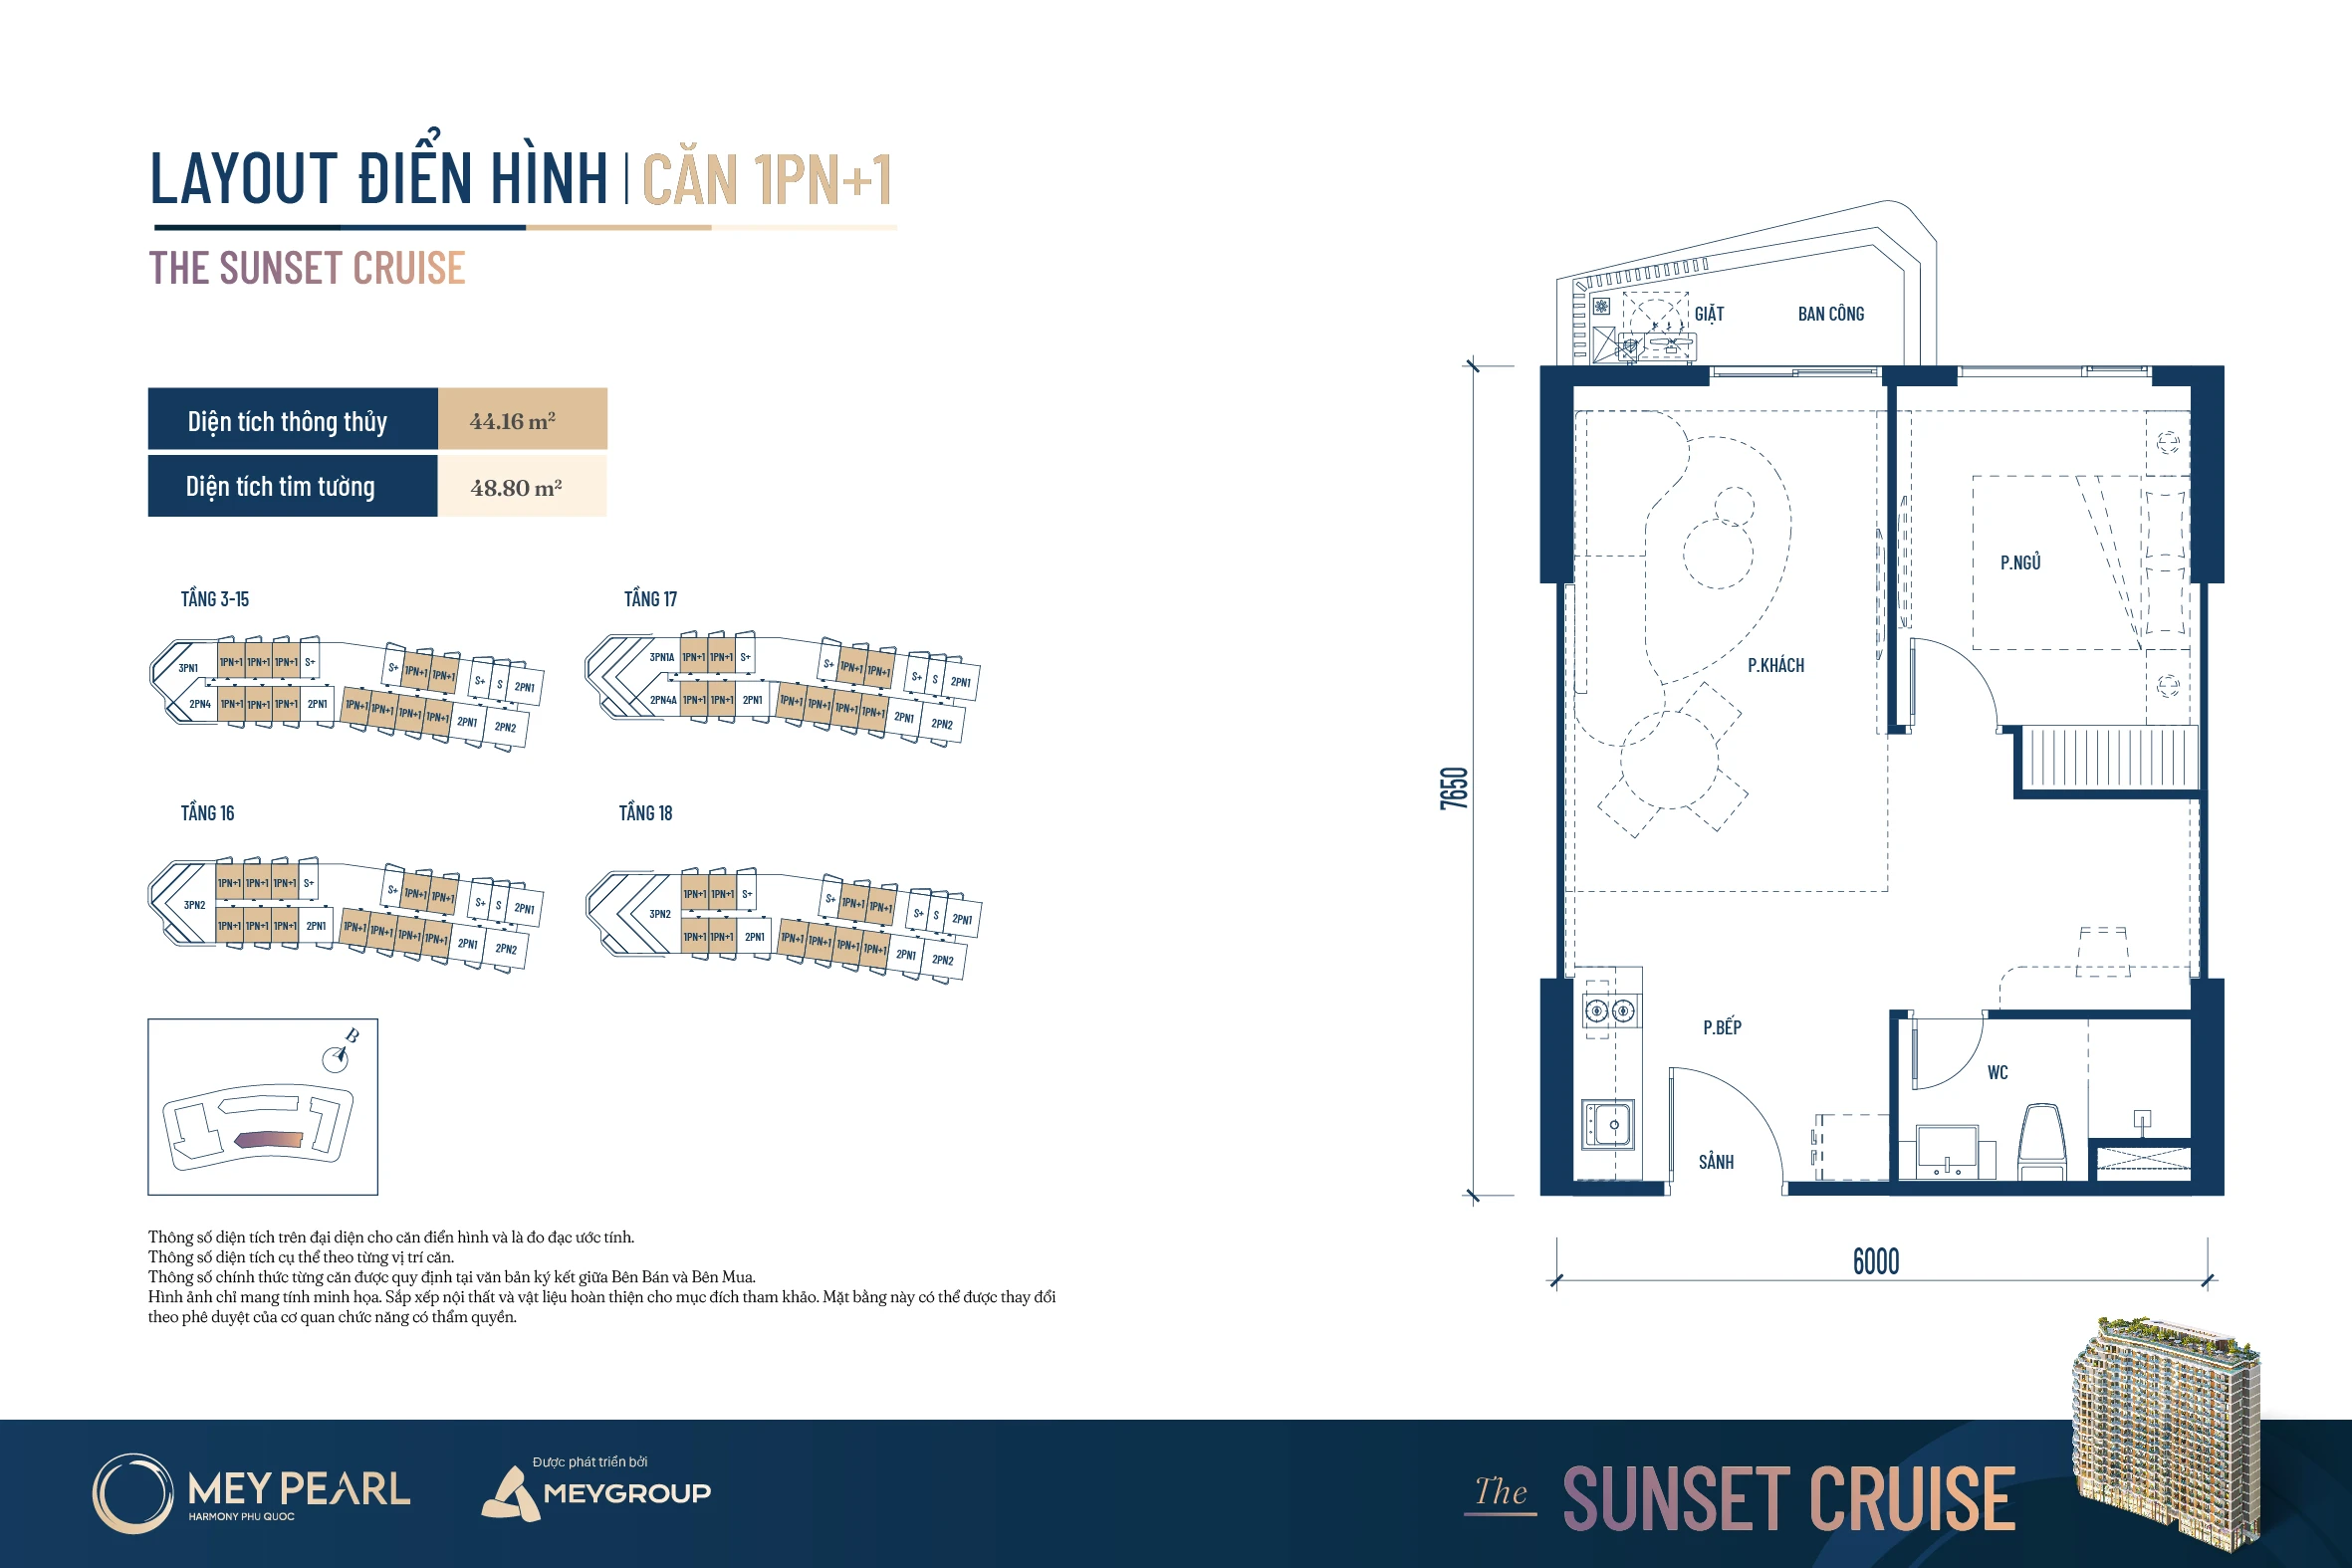 LAYOUT ĐIỂN HÌNH | CĂN 1PN+1
THE SUNSET CRUISE
Diện tích thông thủy 44.16 m²
Diện tích tim tường 48.80 m²
TẦNG 3-15
3PN1 1PN+1 1PN+1 1PN+1 S+ S+ 1PN+1 1PN+1 S+ S 2PN1
2PN4 1PN+1 1PN+1 1PN+1 2PN1 1PN+1 1PN+1 1PN+1 1PN+1 2PN1 2PN2
TẦNG 17
3PN1A 1PN+1 1PN+1 S+ S+ 1PN+1 1PN+1 S+ S 2PN1
2PN4A 1PN+1 1PN+1 2PN1 1PN+1 1PN+1 1PN+1 1PN+1 2PN1 2PN2
TẦNG 16
3PN2 1PN+1 1PN+1 1PN+1 S+ S+ 1PN+1 1PN+1 S+ S 2PN1
1PN+1 1PN+1 1PN+1 2PN1 1PN+1 1PN+1 1PN+1 1PN+1 2PN1 2PN2
TẦNG 18
3PN2 1PN+1 1PN+1 S+ S+ 1PN+1 1PN+1 S+ S 2PN1
1PN+1 1PN+1 2PN1 1PN+1 1PN+1 1PN+1 1PN+1 2PN1 2PN2
B
Thông số diện tích trên đại diện cho căn điển hình và là đo đạc ước tính.
Thông số diện tích cụ thể theo từng vị trí căn.
Thông số chính thức từng căn được quy định tại văn bản ký kết giữa Bên Bán và Bên Mua.
Hình ảnh chỉ mang tính minh họa. Sắp xếp nội thất và vật liệu hoàn thiện cho mục đích tham khảo. Mặt bằng này có thể được thay đổi
theo phê duyệt của cơ quan chức năng có thẩm quyền.
GIẶT BAN CÔNG
P.NGỦ
P.KHÁCH
7650
P.BẾP
WC
SẢNH
6000
MEY PEARL
HARMONY PHU QUOC
Được phát triển bởi
MEYGROUP
The SUNSET CRUISE